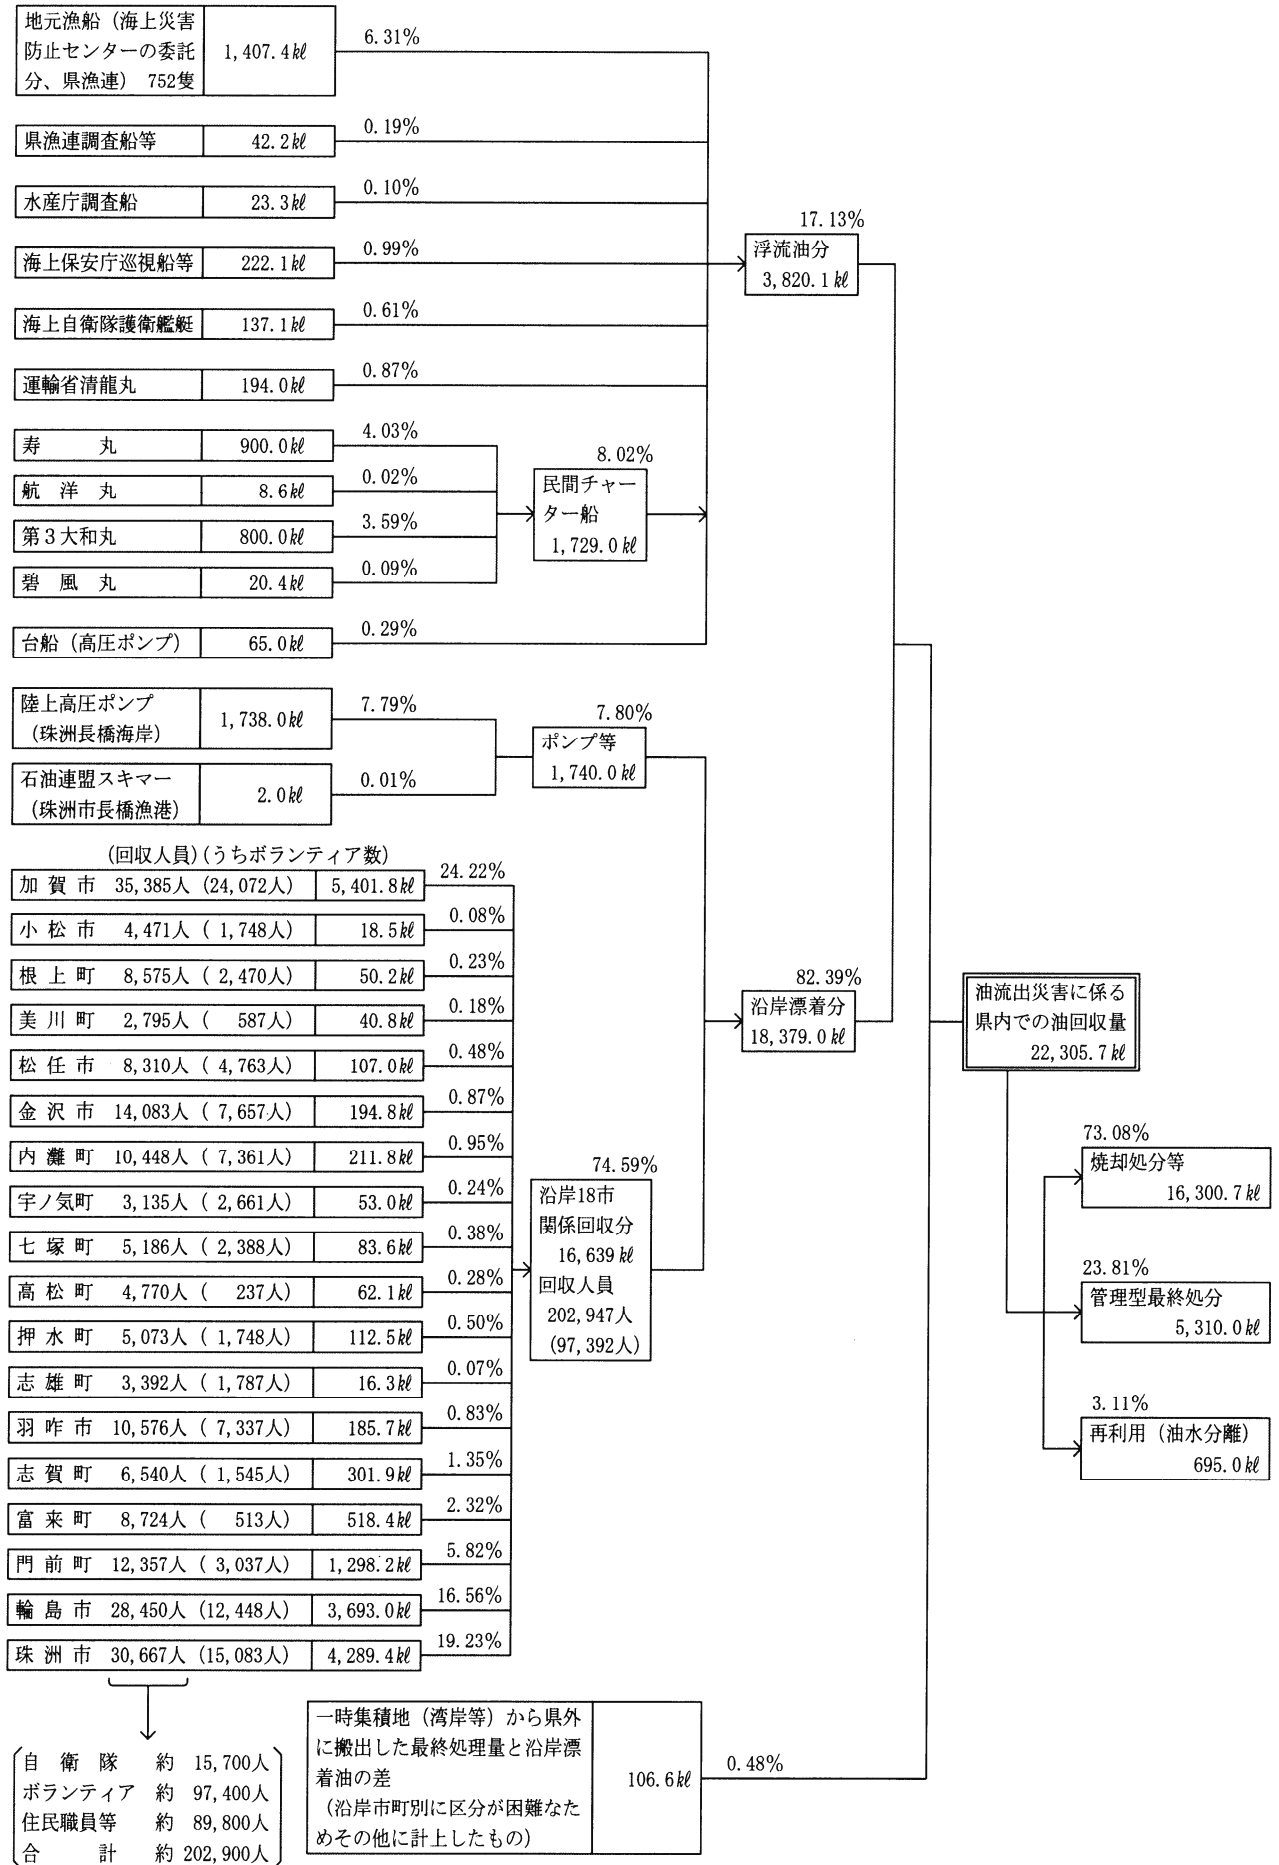 地元漁船（海上災害
防止センターの委託
分、県漁連） 752隻
1,407.4㎘
6.31%
県漁連調査船等 42.2㎘
0.19%
水産庁調査船 23.3㎘
0.10%
海上保安庁巡視船等 222.1㎘
0.99%
海上自衛隊護衛艦艇 137.1㎘
0.61%
運輸省清龍丸 194.0㎘
0.87%
寿丸 900.0㎘
4.03%
航洋丸 8.6㎘
0.02%
第３大和丸 800.0㎘
3.59%
碧風丸 20.4㎘
0.09%
8.02%
民間チャー
ター船
1,729.0㎘
台船（高圧ポンプ） 65.0㎘
0.29%
17.13%
浮流油分
3,820.1㎘
陸上高圧ポンプ
（珠洲長橋海岸）
1,738.0㎘
7.79%
石油連盟スキマー
（珠洲市長橋漁港）
2.0㎘
0.01%
7.80%
ポンプ等
1,740.0㎘
(回収人員)(うちボランティア数)
加賀市 35,385人 (24,072人) 5,401.8㎘ 24.22%
小松市 4,471人 ( 1,748人) 18.5㎘ 0.08%
根上町 8,575人 ( 2,470人) 50.2㎘ 0.23%
美川町 2,795人 ( 587人) 40.8㎘ 0.18%
松任市 8,310人 ( 4,763人) 107.0㎘ 0.48%
金沢市 14,083人 ( 7,657人) 194.8㎘ 0.87%
内灘町 10,448人 ( 7,361人) 211.8㎘ 0.95%
宇ノ気町 3,135人 ( 2,661人) 53.0㎘ 0.24%
七塚町 5,186人 ( 2,388人) 83.6㎘ 0.38%
高松町 4,770人 ( 237人) 62.1㎘ 0.28%
押水町 5,073人 ( 1,748人) 112.5㎘ 0.50%
志雄町 3,392人 ( 1,787人) 16.3㎘ 0.07%
羽咋市 10,576人 ( 7,337人) 185.7㎘ 0.83%
志賀町 6,540人 ( 1,545人) 301.9㎘ 1.35%
富来町 8,724人 ( 513人) 518.4㎘ 2.32%
門前町 12,357人 ( 3,037人) 1,298.2㎘ 5.82%
輪島市 28,450人 (12,448人) 3,693.0㎘ 16.56%
珠洲市 30,667人 (15,083人) 4,289.4㎘ 19.23%
74.59%
沿岸18市
関係回収分
16,639㎘
回収人員
202,947人
(97,392人)
82.39%
沿岸漂着分
18,379.0㎘
油流出災害に係る
県内での油回収量
22,305.7㎘
73.08%
焼却処分等
16,300.7㎘
23.81%
管理型最終処分
5,310.0㎘
3.11%
再利用（油水分離）
695.0㎘
自衛隊 約 15,700人
ボランティア 約 97,400人
住民職員等 約 89,800人
合計 約 202,900人
一時集積地（湾岸等）から県外
に搬出した最終処理量と沿岸漂
着油の差
（沿岸市町別に区分が困難なた
めその他に計上したもの）
106.6㎘
0.48%